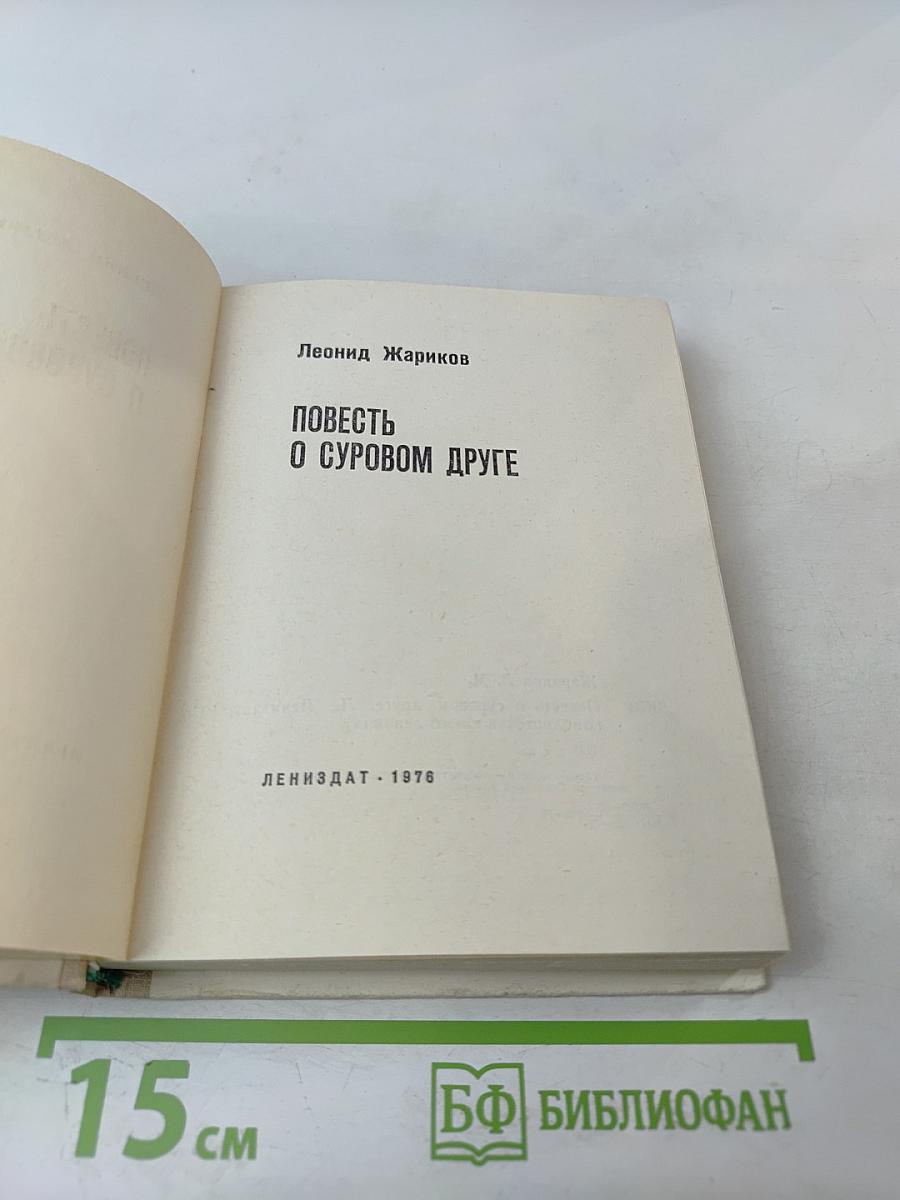 Леонид Жариков
ПОВЕСТЬ
О СУРОВОМ ДРУГЕ
ЛЕНИЗДАТ · 1976
15 см
БФ БИБЛИОФАН